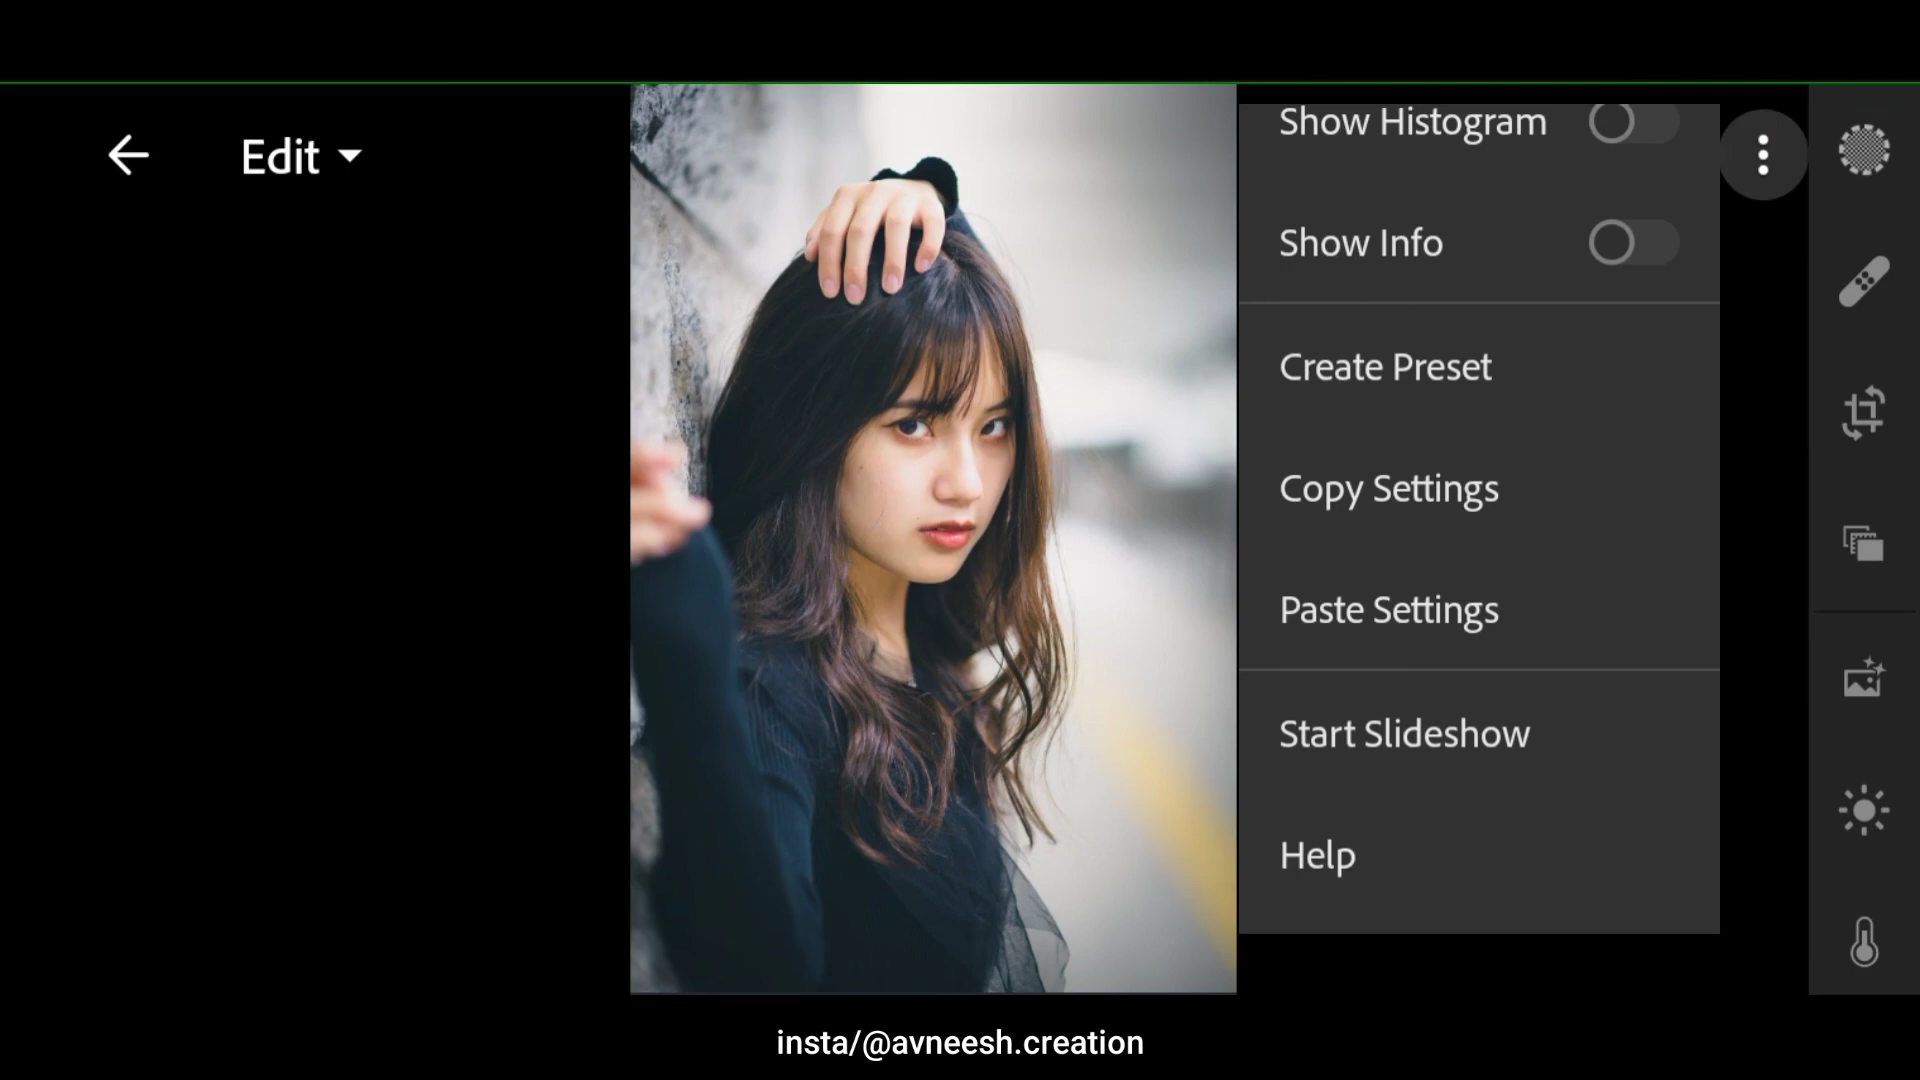 Edit
Show Histogram
Show Info
Create Preset
Copy Settings
Paste Settings
Start Slideshow
Help
insta/@avneesh.creation